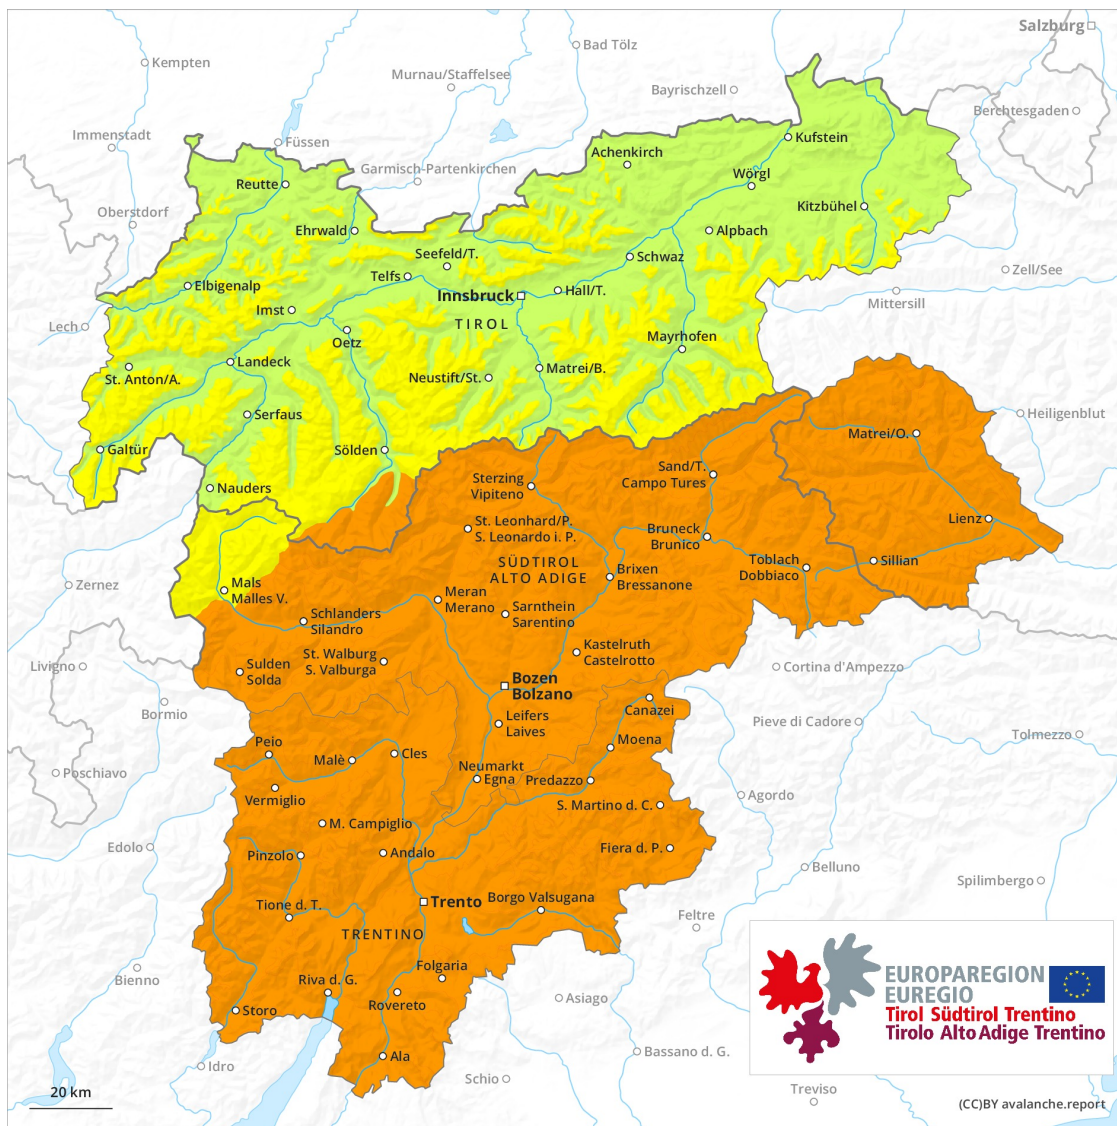 Salzburg
Kempten
Bad Tölz
Murnau/Staffelsee
Bayrischzell
Berchtesgaden
Immenstadt
Füssen
Kufstein
Achenkirch
Garmisch-Partenkirchen
Wörgl
Reutte
Kitzbühel
Oberstdorf
Ehrwald
Alpbach
Seefeld/T.
Schwaz
Telfs
Zell/See
Elbigenalp
Innsbruck
Hall/T.
Mittersill
Imst
Lech
TIROL
Oetz
Mayrhofen
Landeck
St. Anton/A.
Matrei/B.
Neustift/St.
Serfaus
Heiligenblut
Matrei/O.
Galtür
Sölden
Sand/T.
Campo Tures
Sterzing
Vipiteno
Nauders
Lienz
St. Leonhard/P.
S. Leonardo i. P.
Bruneck
Brunico
SÜDTIROL
ALTO ADIGE
Toblach
Dobbiaco
Sillian
Brixen
Bressanone
Zernez
Mals
Malles V.
Meran
Merano
Schlanders
Silandro
Sarnthein
Sarentino
Kastelruth
Castelrotto
St. Walburg
S. Valburga
Livigno
Sulden
Solda
Cortina d'Ampezzo
Bozen
Bolzano
Bormio
Canazei
Leifers
Laives
Pieve di Cadore
Tolmezzo
Moena
Peio
Cles
Malè
Poschiavo
Neumarkt
Egna
Predazzo
Vermiglio
Agordo
S. Martino d. C.
M. Campiglio
Edolo
Pinzolo
Andalo
Fiera d. P.
Belluno
Spilimbergo
Trento
Borgo Valsugana
Tione d. T.
Feltre
TRENTINO
Folgaria
Bienno
Riva d. G.
Rovereto
Asiago
Storo
EUROPAREGION
EUREGIO
Tirol Südtirol Trentino
Tirolo Alto Adige Trentino
Ala
Bassano d. G.
Idro
Schio
20 km
Treviso
(CC)BY avalanche.report